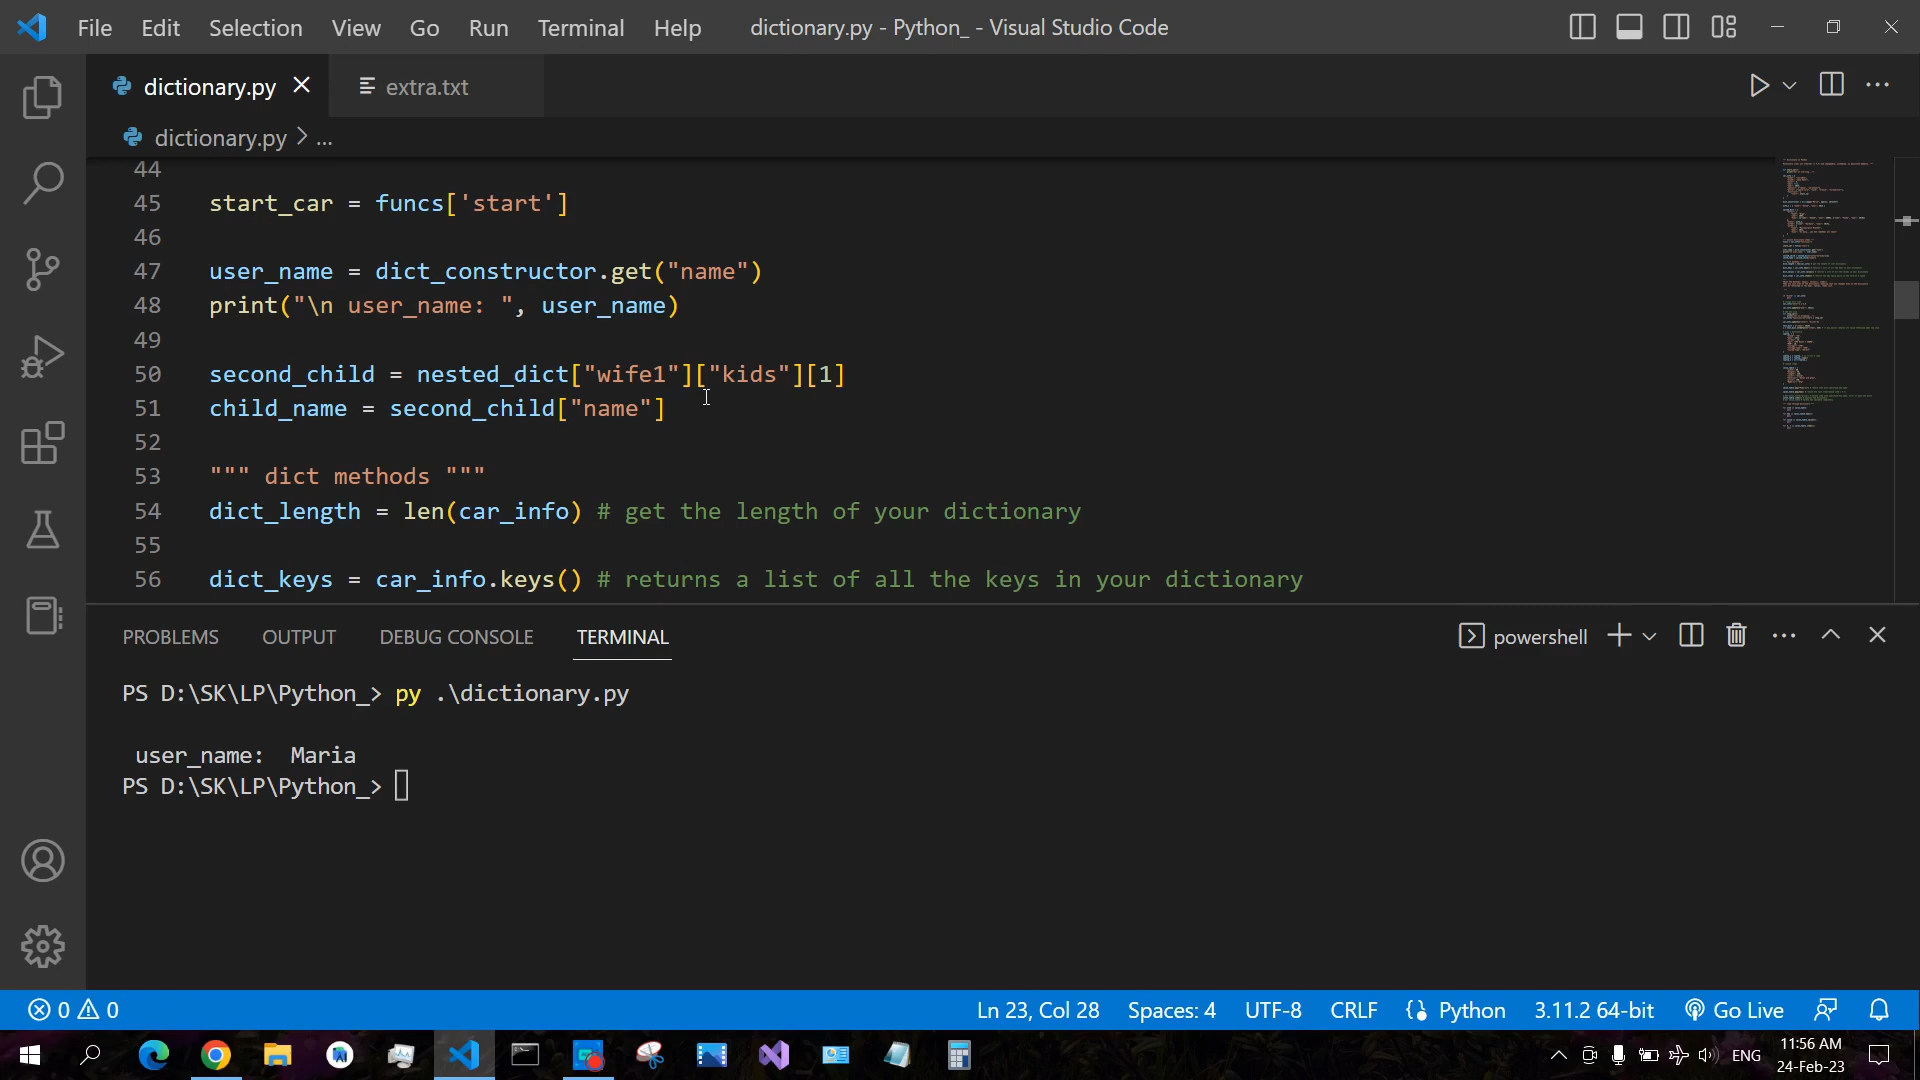 File Edit Selection View Go Run Terminal Help dictionary.py - Python_ - Visual Studio Code
dictionary.py extra.txt
dictionary.py > ...
44
45 start_car = funcs['start']
46
47 user_name = dict_constructor.get("name")
48 print("\n user_name: ", user_name)
49
50 second_child = nested_dict["wife1"]["kids"][1]
51 child_name = second_child["name"]
52
53 """ dict methods """
54 dict_length = len(car_info) # get the length of your dictionary
55
56 dict_keys = car_info.keys() # returns a list of all the keys in your dictionary
PROBLEMS OUTPUT DEBUG CONSOLE TERMINAL powershell
PS D:\SK\LP\Python_> py .\dictionary.py
user_name:  Maria
PS D:\SK\LP\Python_>
0 0 Ln 23, Col 28 Spaces: 4 UTF-8 CRLF Python 3.11.2 64-bit Go Live
ENG 11:56 AM
24-Feb-23